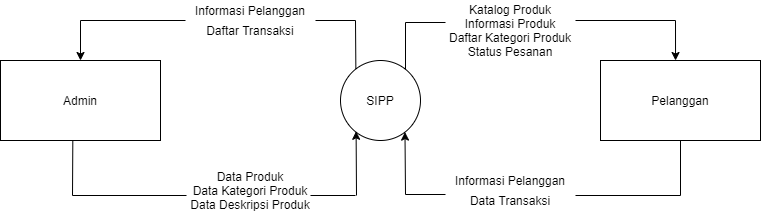 Informasi Pelanggan
Daftar Transaksi
Katalog Produk
Informasi Produk
Daftar Kategori Produk
Status Pesanan
Admin
SIPP
Pelanggan
Data Produk
Data Kategori Produk
Data Deskripsi Produk
Informasi Pelanggan
Data Transaksi